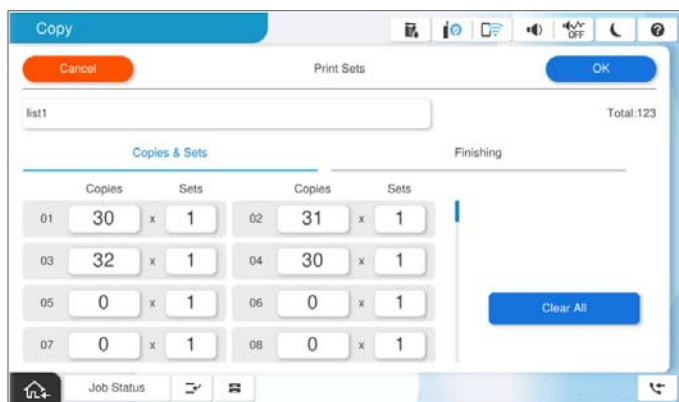 Copy
OFF
Cancel Print Sets OK
list1 Total:123
Copies & Sets Finishing
Copies Sets Copies Sets
01 30 x 1 02 31 x 1
03 32 x 1 04 30 x 1
05 0 x 1 06 0 x 1
Clear All
07 0 x 1 08 0 x 1
Job Status